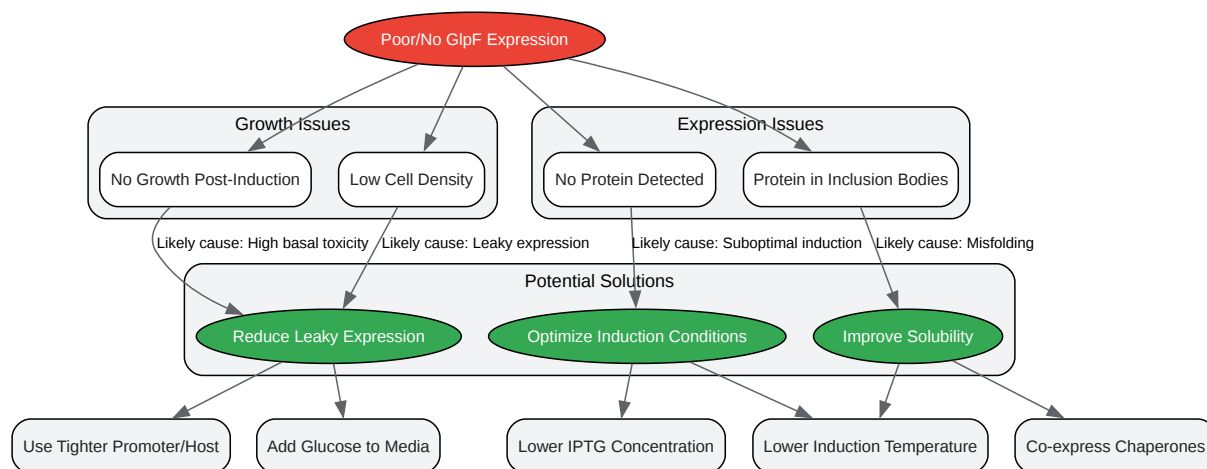 Poor/No GlpF Expression
Growth Issues
Expression Issues
No Growth Post-Induction
Low Cell Density
No Protein Detected
Protein in Inclusion Bodies
Likely cause: High basal toxicity
Likely cause: Leaky expression
Likely cause: Suboptimal induction
Likely cause: Misfolding
Potential Solutions
Reduce Leaky Expression
Optimize Induction Conditions
Improve Solubility
Use Tighter Promoter/Host
Add Glucose to Media
Lower IPTG Concentration
Lower Induction Temperature
Co-express Chaperones